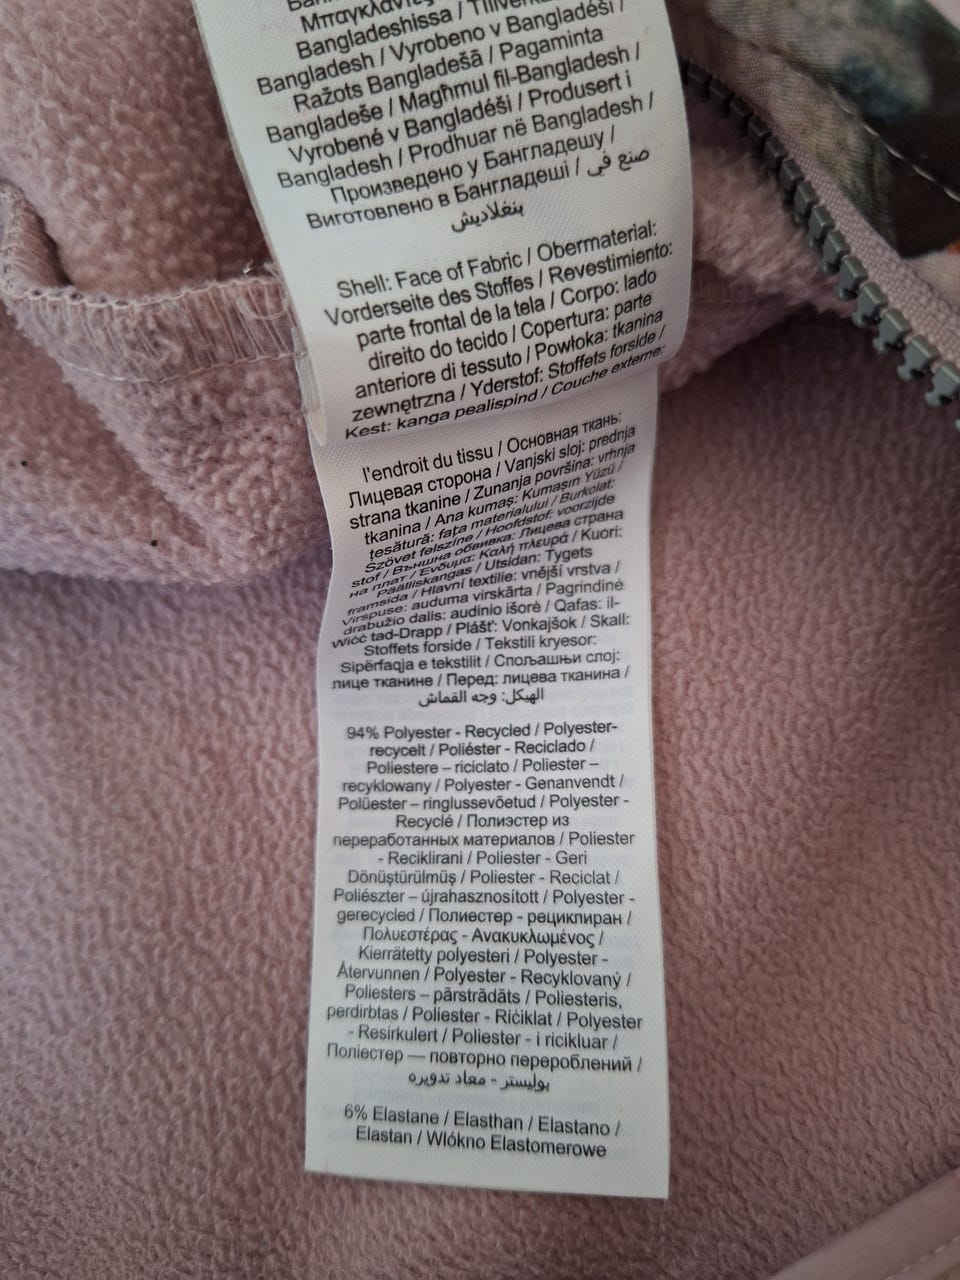 Μπαγκλαντές
Bangladeshissa /
Bangladesh / Vyrobeno v Bangladéši /
Ražots Bangladešā / Pagaminta
Bangladeše / Magħmul fil-Bangladesh /
Vyrobené v Bangladéši / Produsert i
Bangladesh / Prodhuar në Bangladesh /
Произведено у Бангладешу /
Виготовлено в Бангладеші / صنع في
بنغلاديش
Shell: Face of Fabric / Obermaterial:
Vorderseite des Stoffes / Revestimiento:
parte frontal de la tela / Corpo: lado
direito do tecido / Copertura: parte
anteriore di tessuto / Powłoka: tkanina
zewnętrzna / Yderstof: Stoffets forside /
Kest: kanga pealispind / Couche externe:
l'endroit du tissu / Основная ткань:
Лицевая сторона / Vanjski sloj: prednja
strana tkanine / Zunanja površina: vrhnja
tkanina / Ana kumaş: Kumaşın Yüzü /
țesătură: fața materialului / Burkolat:
Szövet felszíne / Hoofdstof: voorzijde
stof / Външна обвивка: Лицева страна
на плат / Ένδυμα: Καλή πλευρά / Kuori:
Päälliskangas / Utsidan: Tygets
framsida / Hlavní textilie: vnější vrstva /
Virspuse: auduma virskārta / Pagrindinė
drabužio dalis: audinio išorė / Qafas: il-
Wiċċ tad-Drapp / Plášť: Vonkajšok / Skall:
Stoffets forside / Tekstili kryesor:
Sipërfaqja e tekstilit / Спољашњи слој:
лице тканине / Перед: лицева тканина /
الهيكل: وجه القماش
94% Polyester - Recycled / Polyester-
recycelt / Poliéster - Reciclado /
Poliestere – riciclato / Poliester –
recyklowany / Polyester - Genanvendt /
Polüester – ringlussevõetud / Polyester -
Recyclé / Полиэстер из
переработанных материалов / Poliester
- Reciklirani / Poliester - Geri
Dönüştürülmüş / Poliester - Reciclat /
Poliészter – újrahasznosított / Polyester -
gerecycled / Полиестер - рециклиран /
Πολυεστέρας - Ανακυκλωμένος /
Kierrätetty polyesteri / Polyester -
Återvunnen / Polyester - Recyklovaný /
Poliesters – pārstrādāts / Poliesteris,
perdirbtas / Poliester - Riċiklat / Polyester
- Resirkulert / Poliester - i ricikluar /
Поліестер — повторно перероблений /
بوليستر - معاد تدويره
6% Elastane / Elasthan / Elastano /
Elastan / Wlókno Elastomerowe